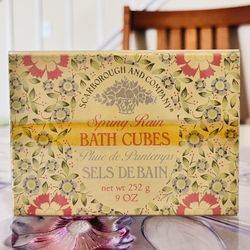 SCARBOROUGH AND COMPANY
Spring Rain
BATH CUBES
Pluie de Printemps
SELS DE BAIN
net wt 252 g
9 OZ